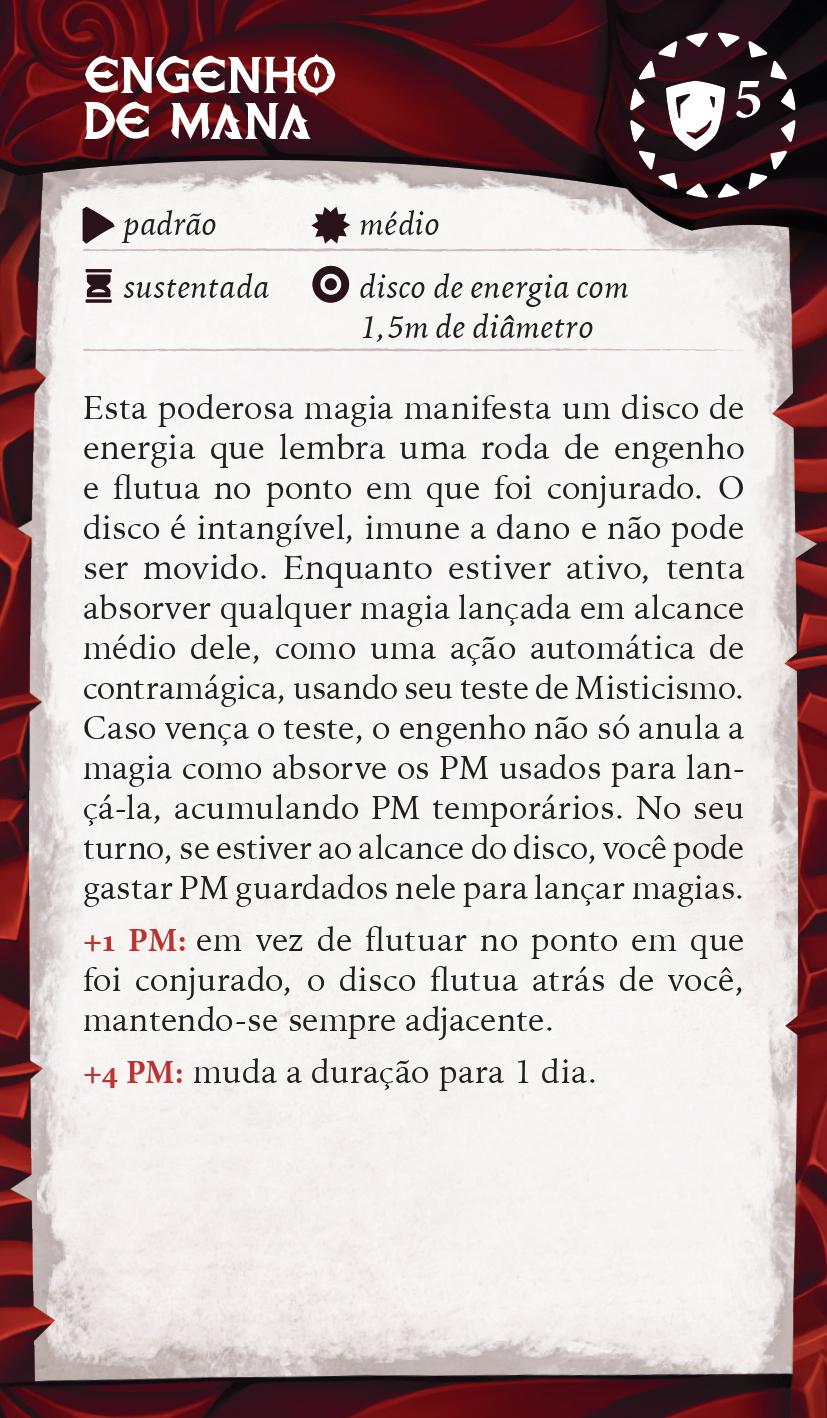 ENGENHO
DE MANA
5
padrão
médio
sustentada
disco de energia com
1,5m de diâmetro
Esta poderosa magia manifesta um disco de
energia que lembra uma roda de engenho
e flutua no ponto em que foi conjurado. O
disco é intangível, imune a dano e não pode
ser movido. Enquanto estiver ativo, tenta
absorver qualquer magia lançada em alcance
médio dele, como uma ação automática de
contramágica, usando seu teste de Misticismo.
Caso vença o teste, o engenho não só anula a
magia como absorve os PM usados para lan-
çá-la, acumulando PM temporários. No seu
turno, se estiver ao alcance do disco, você pode
gastar PM guardados nele para lançar magias.
+1 PM: em vez de flutuar no ponto em que
foi conjurado, o disco flutua atrás de você,
mantendo-se sempre adjacente.
+4 PM: muda a duração para 1 dia.